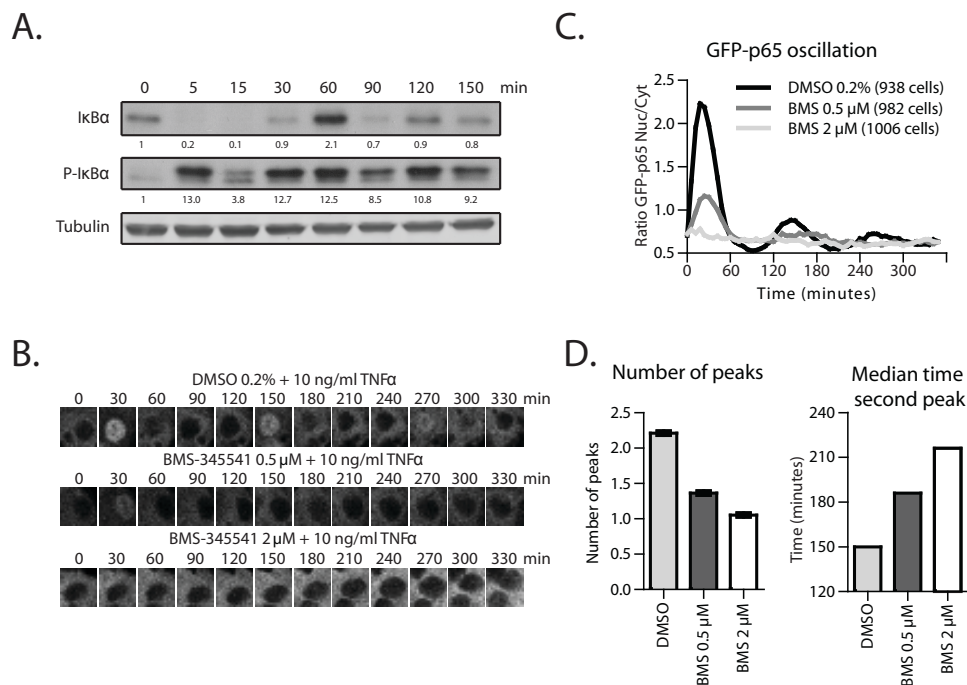 A.
0 5 15 30 60 90 120 150 min
IκBα
1 0.2 0.1 0.9 2.1 0.7 0.9 0.8
P-IκBα
1 13.0 3.8 12.7 12.5 8.5 10.8 9.2
Tubulin
B.
DMSO 0.2% + 10 ng/ml TNFα
0 30 60 90 120 150 180 210 240 270 300 330 min
BMS-345541 0.5 µM + 10 ng/ml TNFα
0 30 60 90 120 150 180 210 240 270 300 330 min
BMS-345541 2 µM + 10 ng/ml TNFα
0 30 60 90 120 150 180 210 240 270 300 330 min
C.
GFP-p65 oscillation
DMSO 0.2% (938 cells)
BMS 0.5 µM (982 cells)
BMS 2 µM (1006 cells)
Ratio GFP-p65 Nuc/Cyt
2.5
2.0
1.5
1.0
0.5
0 60 120 180 240 300
Time (minutes)
D.
Number of peaks
Number of peaks
2.5
2.0
1.5
1.0
0.5
0.0
DMSO
BMS 0.5 µM
BMS 2 µM
Median time
second peak
Time (minutes)
240
210
180
150
120
DMSO
BMS 0.5 µM
BMS 2 µM